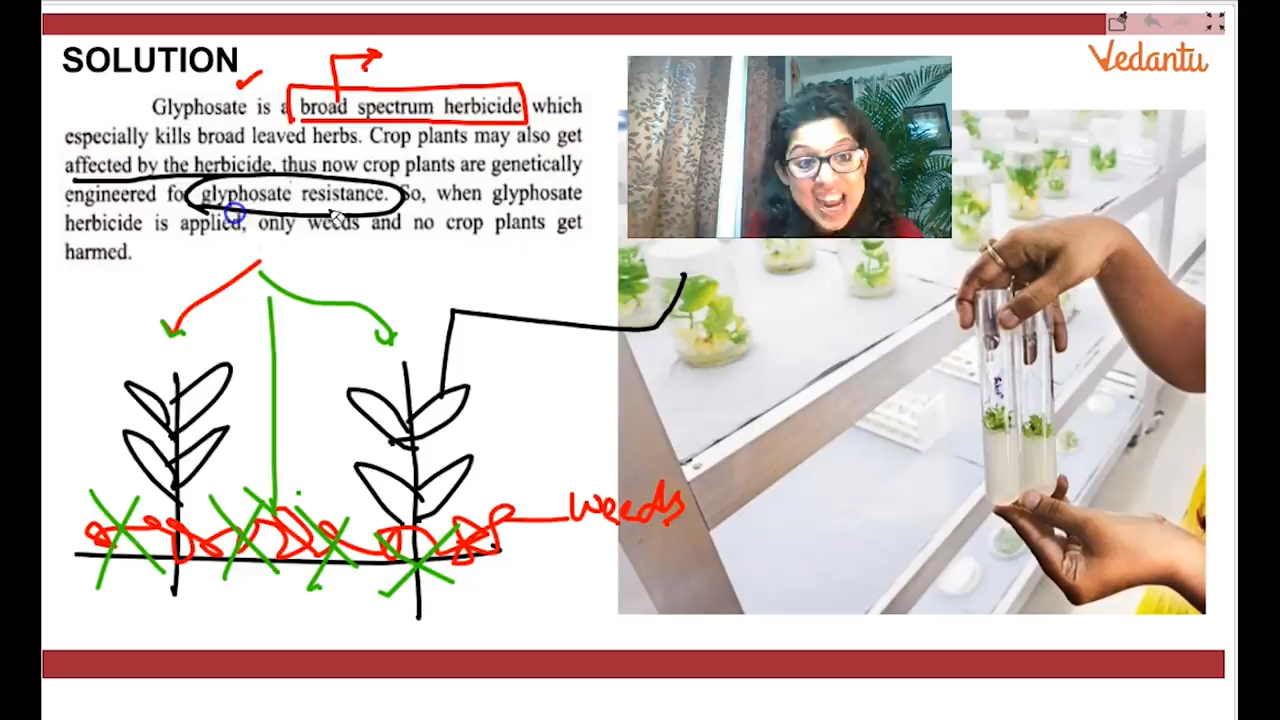 SOLUTION
Vedantu
Glyphosate is a broad spectrum herbicide which
especially kills broad leaved herbs. Crop plants may also get
affected by the herbicide, thus now crop plants are genetically
engineered for glyphosate resistance. So, when glyphosate
herbicide is applied, only weeds and no crop plants get
harmed.
weeds